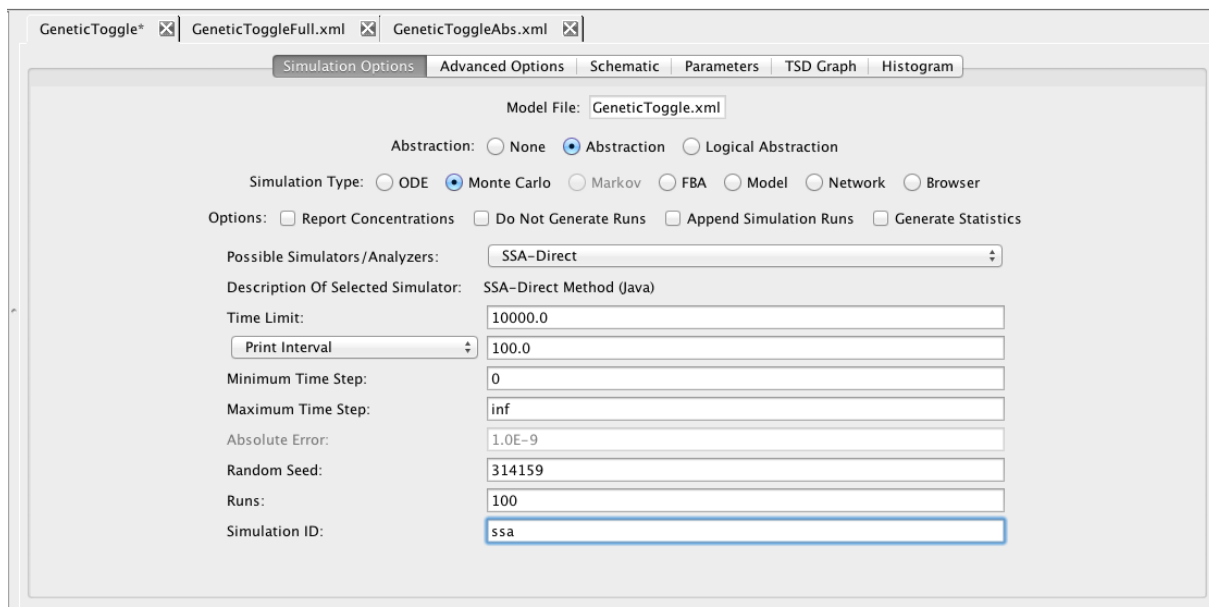 GeneticToggle* GeneticToggleFull.xml GeneticToggleAbs.xml
Simulation Options Advanced Options Schematic Parameters TSD Graph Histogram
Model File: GeneticToggle.xml
Abstraction: None Abstraction Logical Abstraction
Simulation Type: ODE Monte Carlo Markov FBA Model Network Browser
Options: Report Concentrations Do Not Generate Runs Append Simulation Runs Generate Statistics
Possible Simulators/Analyzers: SSA-Direct
Description Of Selected Simulator: SSA-Direct Method (Java)
Time Limit: 10000.0
Print Interval 100.0
Minimum Time Step: 0
Maximum Time Step: inf
Absolute Error: 1.0E-9
Random Seed: 314159
Runs: 100
Simulation ID: ssa